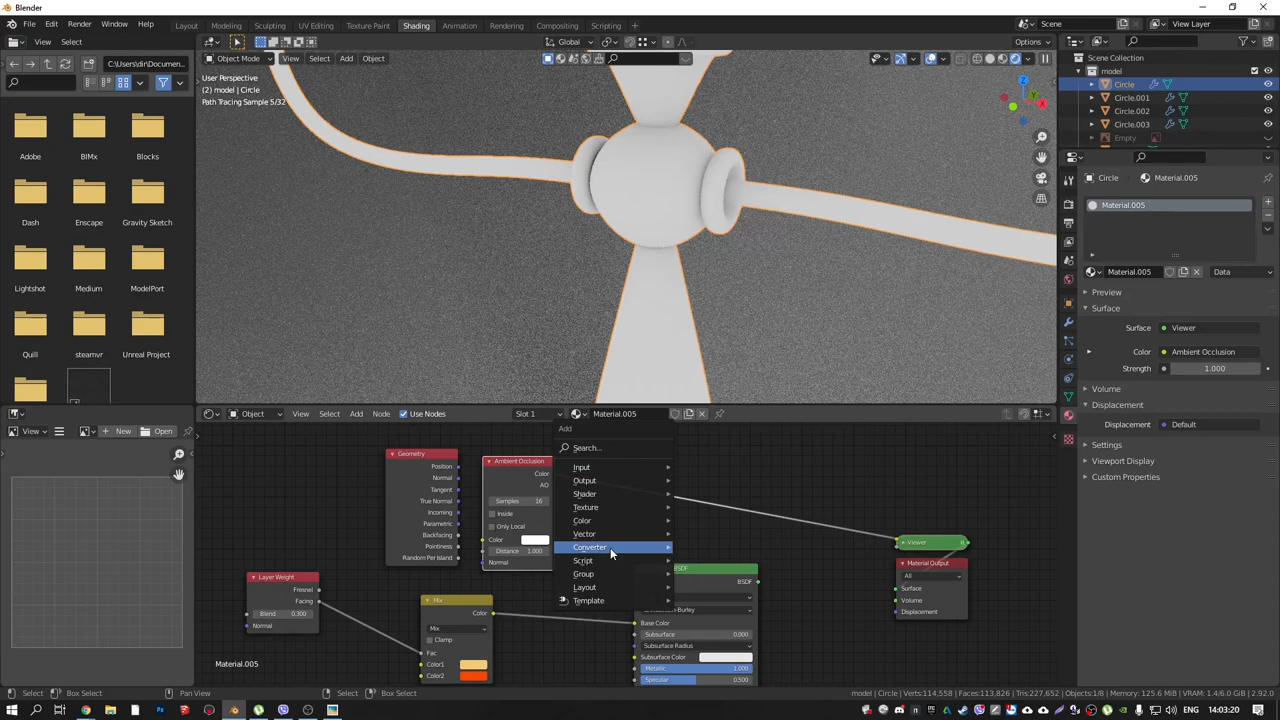 Blender
File Edit Render Window Help Layout Modeling Sculpting UV Editing Texture Paint Shading Animation Rendering Compositing Scripting Scene View Layer
View Select Global Options
Object Mode View Select Add Object
C:\Users\dir\Documen...
User Perspective
(2) model | Circle
Path Tracing Sample 5/32
Adobe BIMx Blocks
Dash Enscape Gravity Sketch
Lightshot Medium ModelPort
Quill steamvr Unreal Project
Z
Y
X
Scene Collection
model
Circle
Circle.001
Circle.002
Circle.003
Empty
Circle Material.005
Material.005
Material.005 Data
Preview
Surface
Surface Viewer
Color Ambient Occlusion
Strength 1.000
Volume
Displacement
Displacement Default
Settings
Viewport Display
Custom Properties
Object View Select Add Node Use Nodes Slot 1 Material.005
View New Open
Add
Search...
Input
Output
Shader
Texture
Color
Vector
Converter
Script
Group
Layout
Template
Geometry
Position
Normal
Tangent
True Normal
Incoming
Parametric
Backfacing
Pointiness
Random Per Island
Ambient Occlusion
Color
AO
Samples 16
Inside
Only Local
Color
Distance 1.000
Normal
Layer Weight
Fresnel
Facing
Blend 0.300
Normal
Mix
Color
Mix
Clamp
Fac
Color1
Color2
BSDF
BSDF
Base Color
Subsurface 0.000
Subsurface Radius
Subsurface Color
Metallic 1.000
Specular 0.500
Viewer
Material Output
All
Surface
Volume
Displacement
Material.005
Select Box Select Pan View Select Box Select model | Circle | Verts:114,558 | Faces:113,826 | Tris:227,652 | Objects:1/8 | Memory: 125.6 MiB | VRAM: 1.4/6.0 GiB | 2.92.0
14:03:20